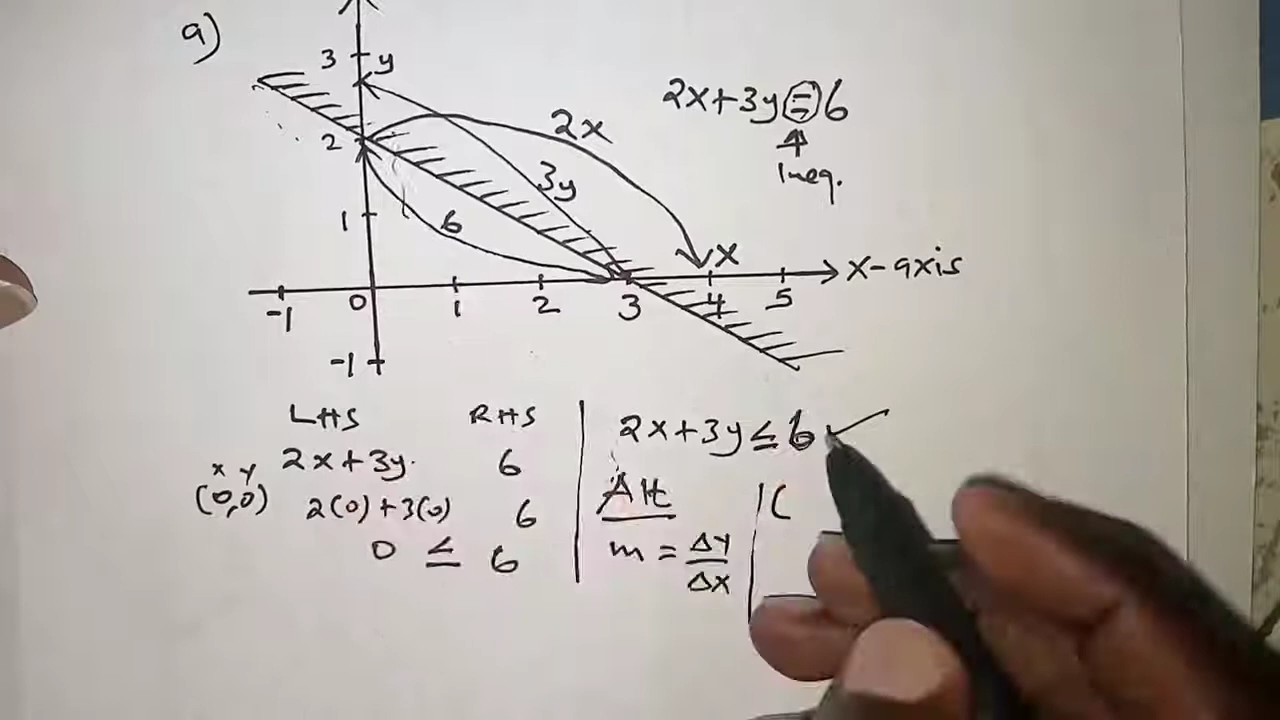 a)
3 y
2x+3y=6
2x
2
Ineq.
3y
1
6
x
x-axis
-1 0 1 2 3 4 5
-1
LHS RHS
2x+3y≤6 ✓
x y
2x+3y. 6
(0,0) 2(0)+3(0) 6
Alt
0 ≤ 6
m = Δy/Δx